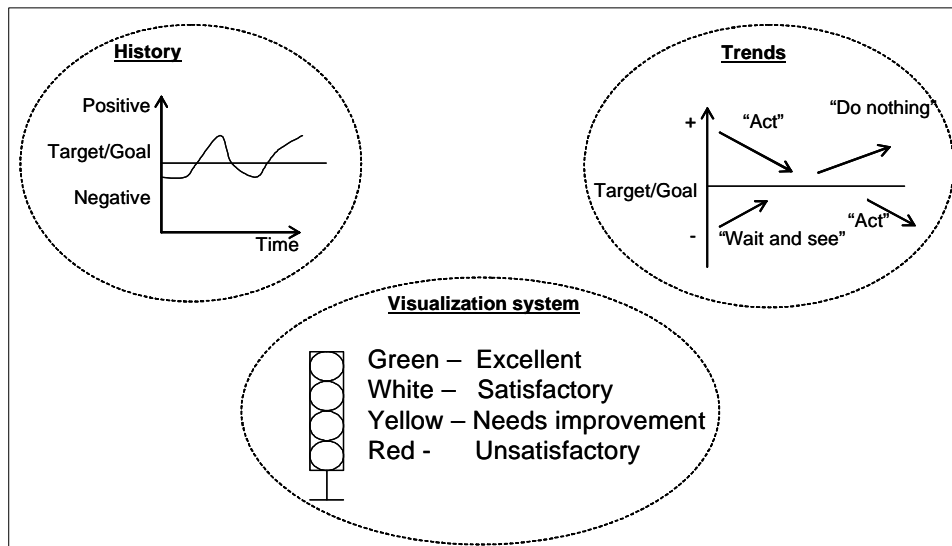 History
Positive
Target/Goal
Negative
Time
Trends
+
“Act”
“Do nothing”
Target/Goal
-
“Wait and see”
“Act”
Visualization system
Green – Excellent
White – Satisfactory
Yellow – Needs improvement
Red - Unsatisfactory